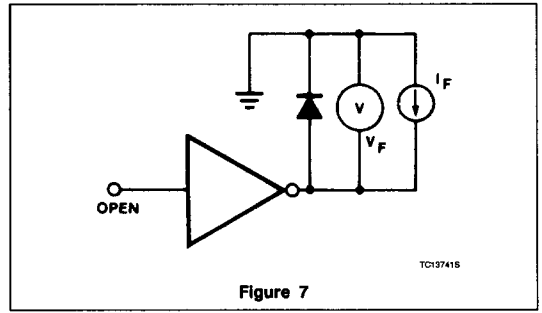 I F
V
V F
OPEN
TC13741S
Figure 7